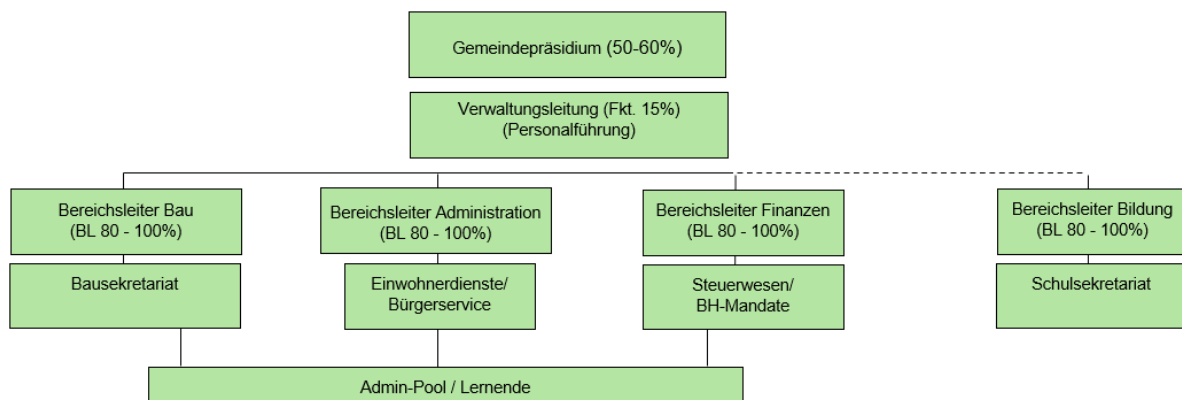 Gemeindepräsidium (50-60%)
Verwaltungsleitung (Fkt. 15%)
(Personalführung)
Bereichsleiter Bau
(BL 80 - 100%)
Bereichsleiter Administration
(BL 80 - 100%)
Bereichsleiter Finanzen
(BL 80 - 100%)
Bereichsleiter Bildung
(BL 80 - 100%)
Bausekretariat
Einwohnerdienste/
Bürgerservice
Steuerwesen/
BH-Mandate
Schulsekretariat
Admin-Pool / Lernende